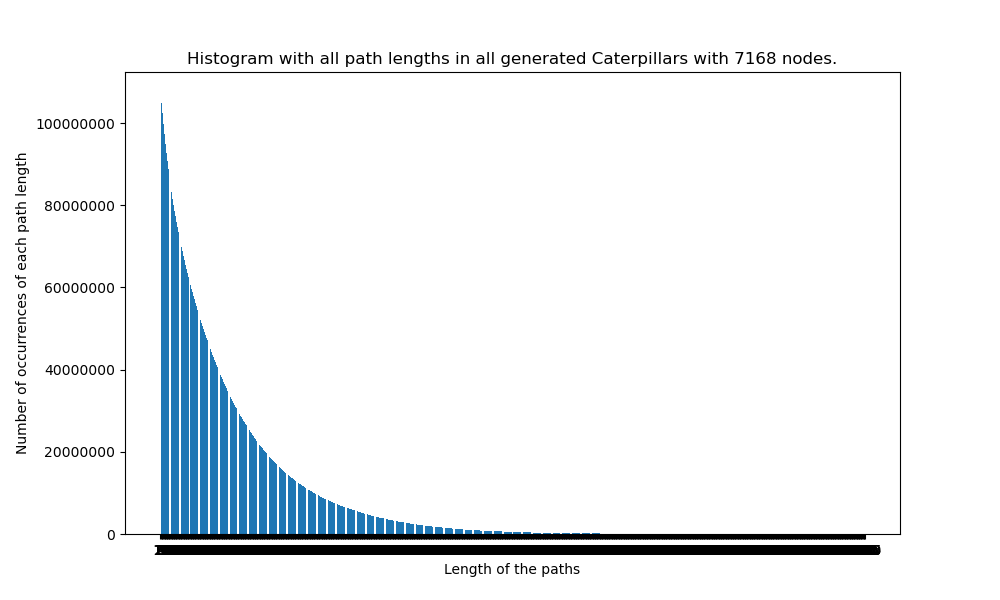 Histogram with all path lengths in all generated Caterpillars with 7168 nodes.
Number of occurrences of each path length
100000000
80000000
60000000
40000000
20000000
0
Length of the paths